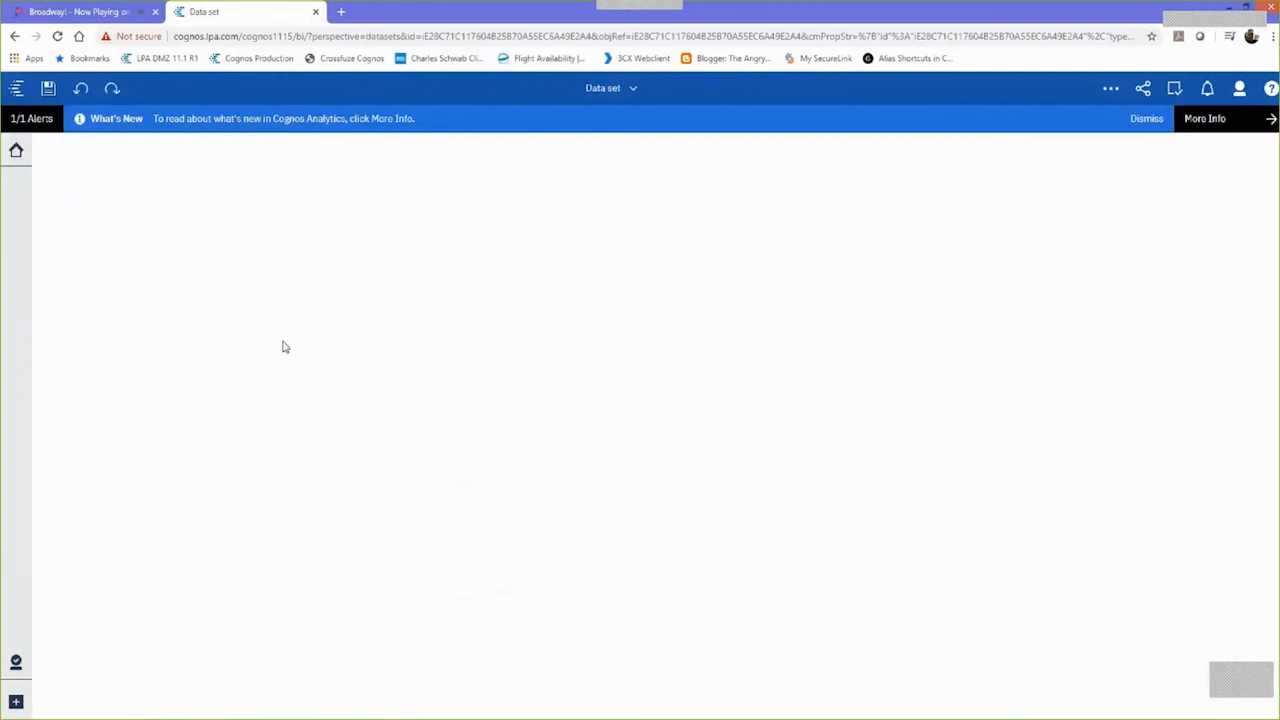 Broadway! - Now Playing on
Data set
Not secure
cognos.lpa.com/cognos1115/bi/?perspective=datasets&id=iE28C71C117604B25B70A55EC6A49E2A4&objRef=iE28C71C117604B25B70A55EC6A49E2A4&cmPropStr=%7B"id"%3A"iE28C71C117604B25B70A55EC6A49E2A4"%2C"type...
Apps
Bookmarks
LPA DMZ 11.1 R1
Cognos Production
Crossfuze Cognos
Charles Schwab Cli...
Flight Availability |...
3CX Webclient
Blogger: The Angry...
My SecureLink
Alias Shortcuts in C...
Data set
1/1 Alerts
What's New
To read about what's new in Cognos Analytics, click More Info.
Dismiss
More Info